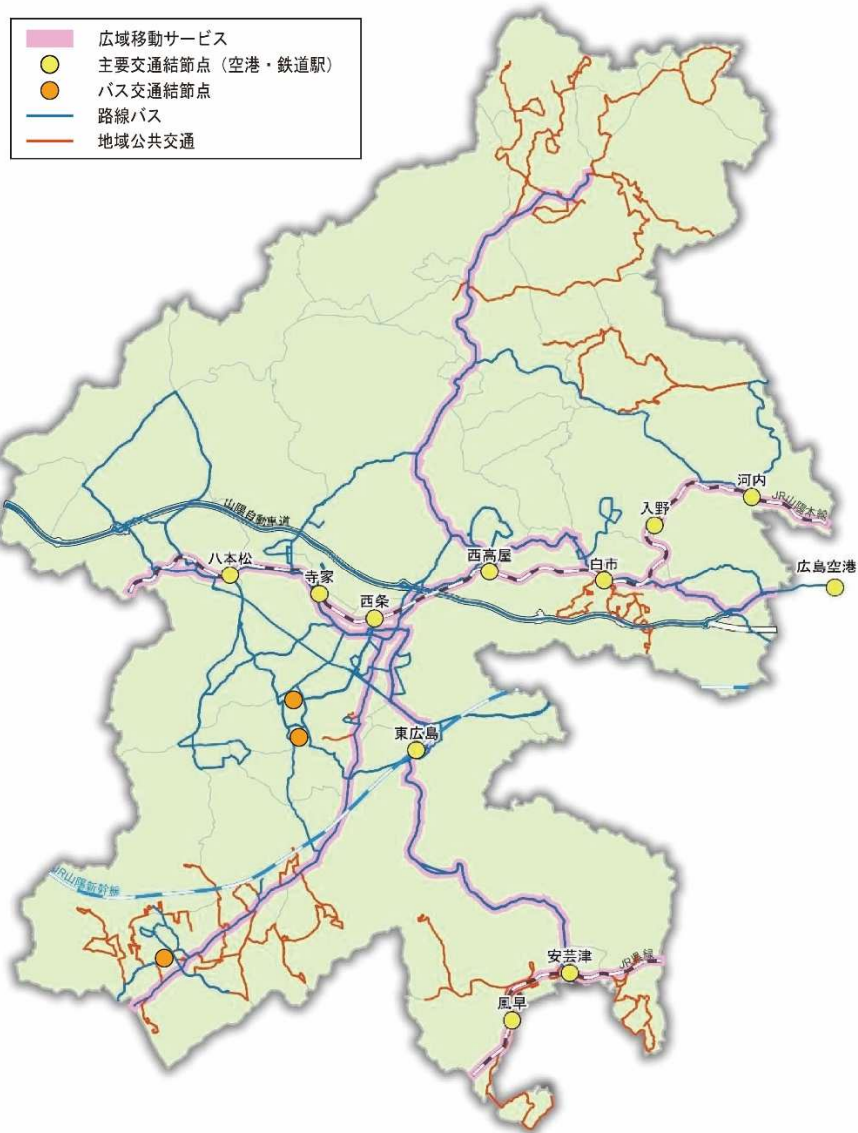 広域移動サービス
主要交通結節点（空港・鉄道駅）
バス交通結節点
路線バス
地域公共交通
山陽自動車道
河内
JR山陽本線
入野
西高屋
白市
広島空港
八本松
寺家
西条
東広島
JR山陽新幹線
安芸津
JR呉線
風早